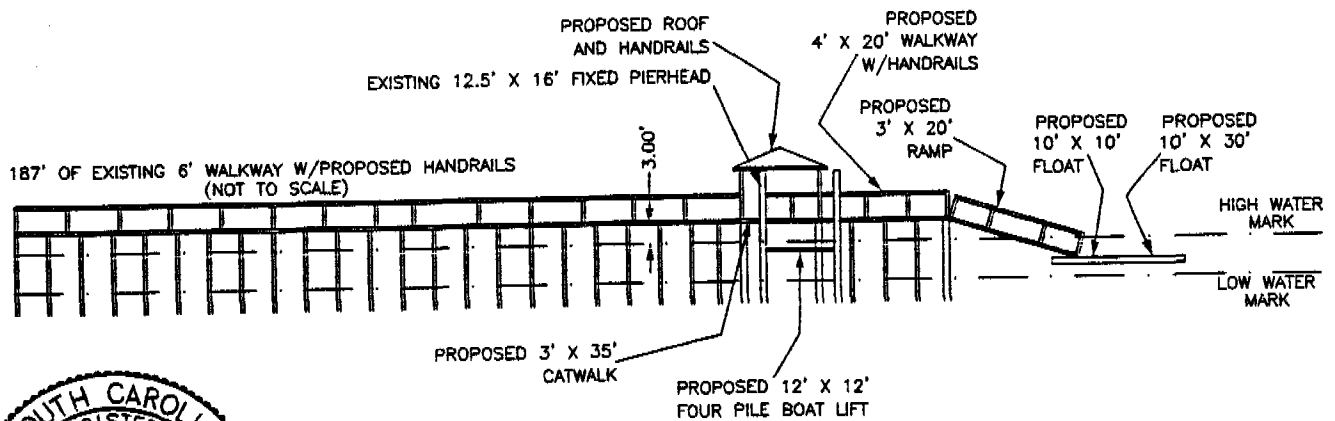 PROPOSED ROOF
AND HANDRAILS
PROPOSED
4' X 20' WALKWAY
W/HANDRAILS
EXISTING 12.5' X 16' FIXED PIERHEAD
PROPOSED
3' X 20'
RAMP
PROPOSED
10' X 10'
FLOAT
PROPOSED
10' X 30'
FLOAT
3.00'
187' OF EXISTING 6' WALKWAY W/PROPOSED HANDRAILS
(NOT TO SCALE)
HIGH WATER
MARK
LOW WATER
MARK
PROPOSED 3' X 35'
CATWALK
PROPOSED 12' X 12'
FOUR PILE BOAT LIFT